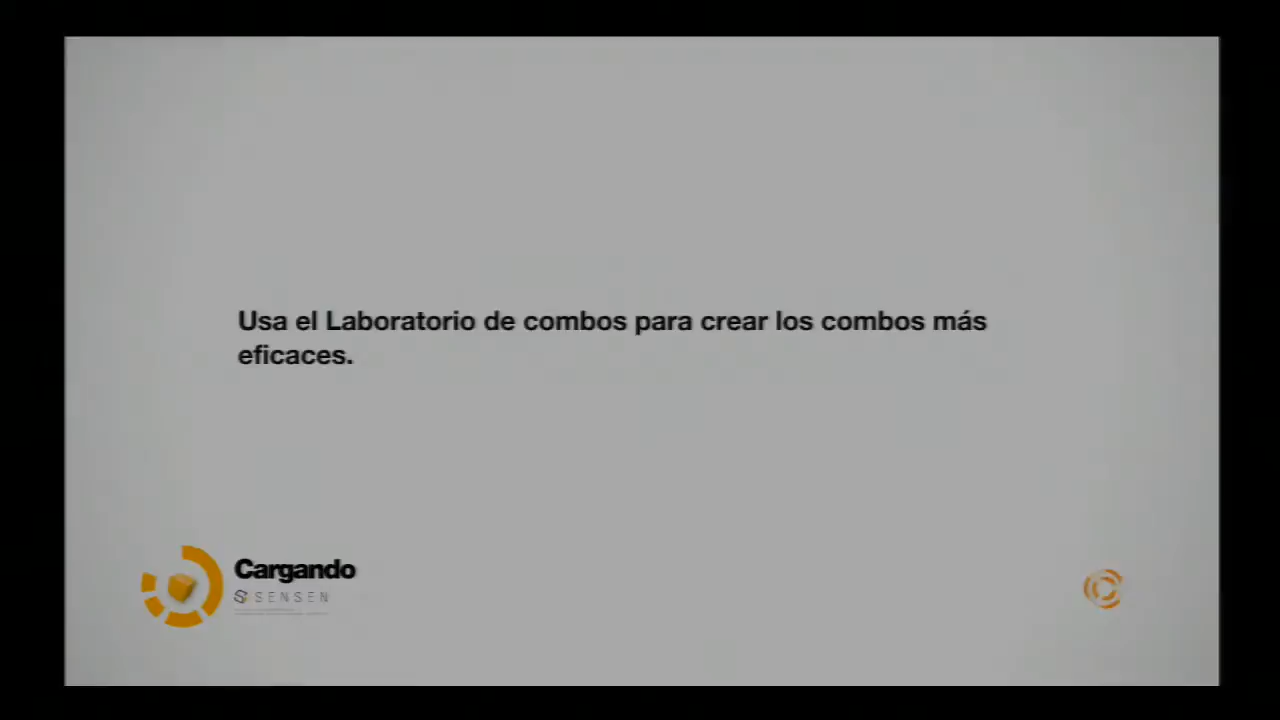 Usa el Laboratorio de combos para crear los combos más
eficaces.
Cargando
SENSEN